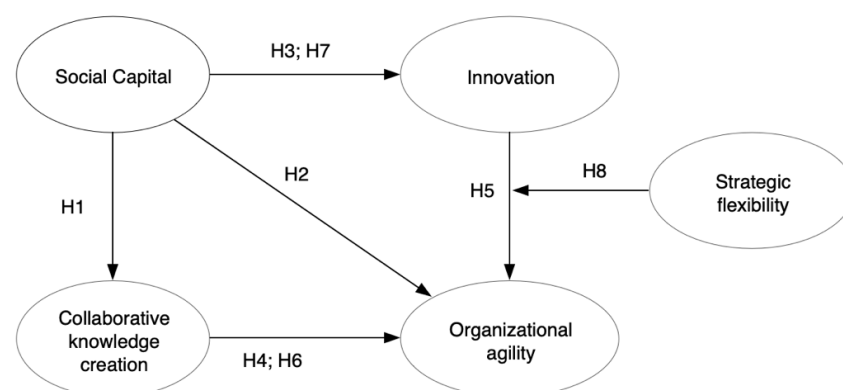 H3; H7
Social Capital
Innovation
H2
H8
H1
H5
Strategic
flexibility
Collaborative
knowledge
creation
H4; H6
Organizational
agility